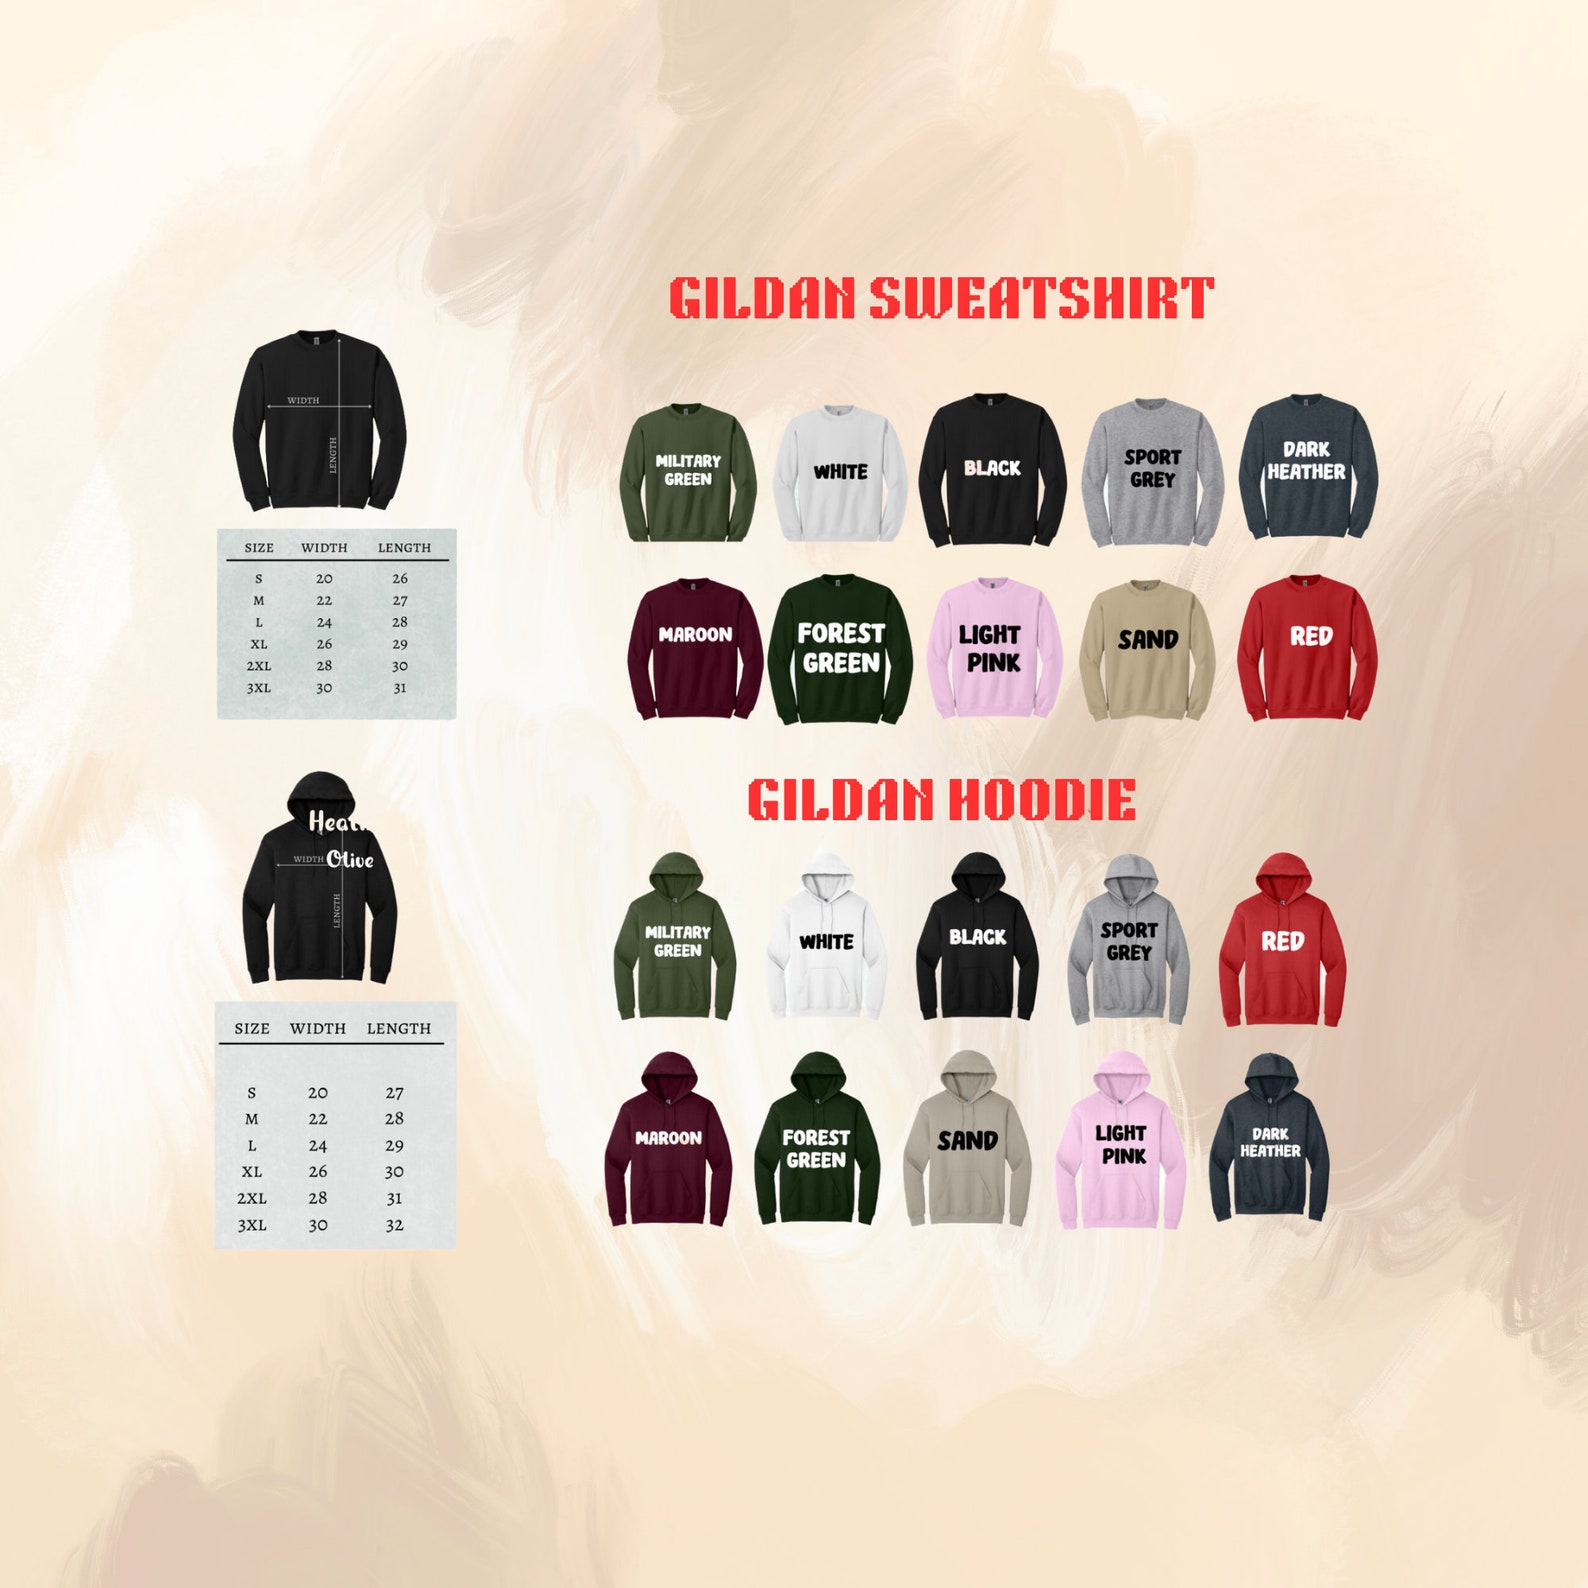 GILDAN SWEATSHIRT
WIDTH
LENGTH
MILITARY
GREEN
WHITE
BLACK
SPORT
GREY
DARK
HEATHER
SIZE WIDTH LENGTH
S 20 26
M 22 27
L 24 28
XL 26 29
2XL 28 30
3XL 30 31
MAROON
FOREST
GREEN
LIGHT
PINK
SAND
RED
GILDAN HOODIE
WIDTH
Olive
LENGTH
MILITARY
GREEN
WHITE
BLACK
SPORT
GREY
RED
SIZE WIDTH LENGTH
S 20 27
M 22 28
L 24 29
XL 26 30
2XL 28 31
3XL 30 32
MAROON
FOREST
GREEN
SAND
LIGHT
PINK
DARK
HEATHER